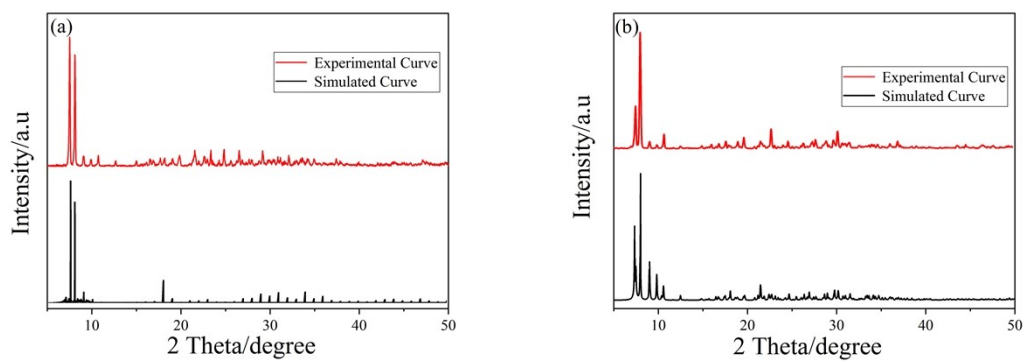 (a)
Experimental Curve
Simulated Curve
Intensity/a.u
10 20 30 40 50
2 Theta/degree
(b)
Experimental Curve
Simulated Curve
Intensity/a.u
10 20 30 40 50
2 Theta/degree